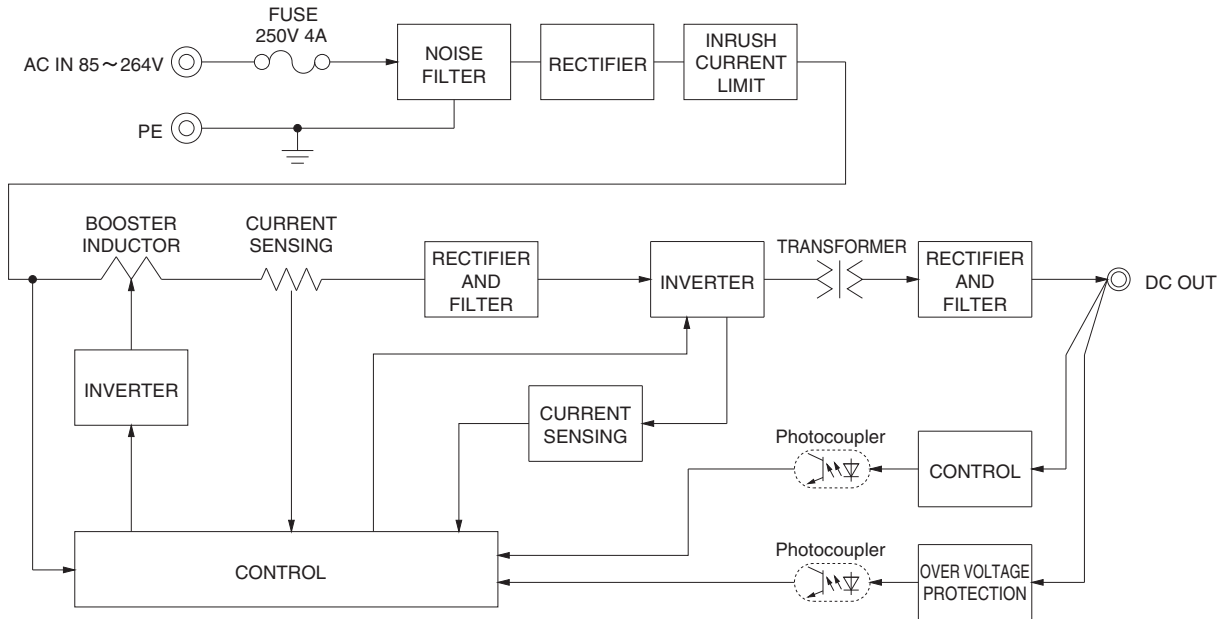 FUSE
250V 4A
AC IN 85～264V
NOISE
FILTER
RECTIFIER
INRUSH
CURRENT
LIMIT
PE
BOOSTER
INDUCTOR
CURRENT
SENSING
RECTIFIER
AND
FILTER
INVERTER
TRANSFORMER
RECTIFIER
AND
FILTER
DC OUT
INVERTER
CURRENT
SENSING
Photocoupler
CONTROL
CONTROL
Photocoupler
OVER VOLTAGE
PROTECTION